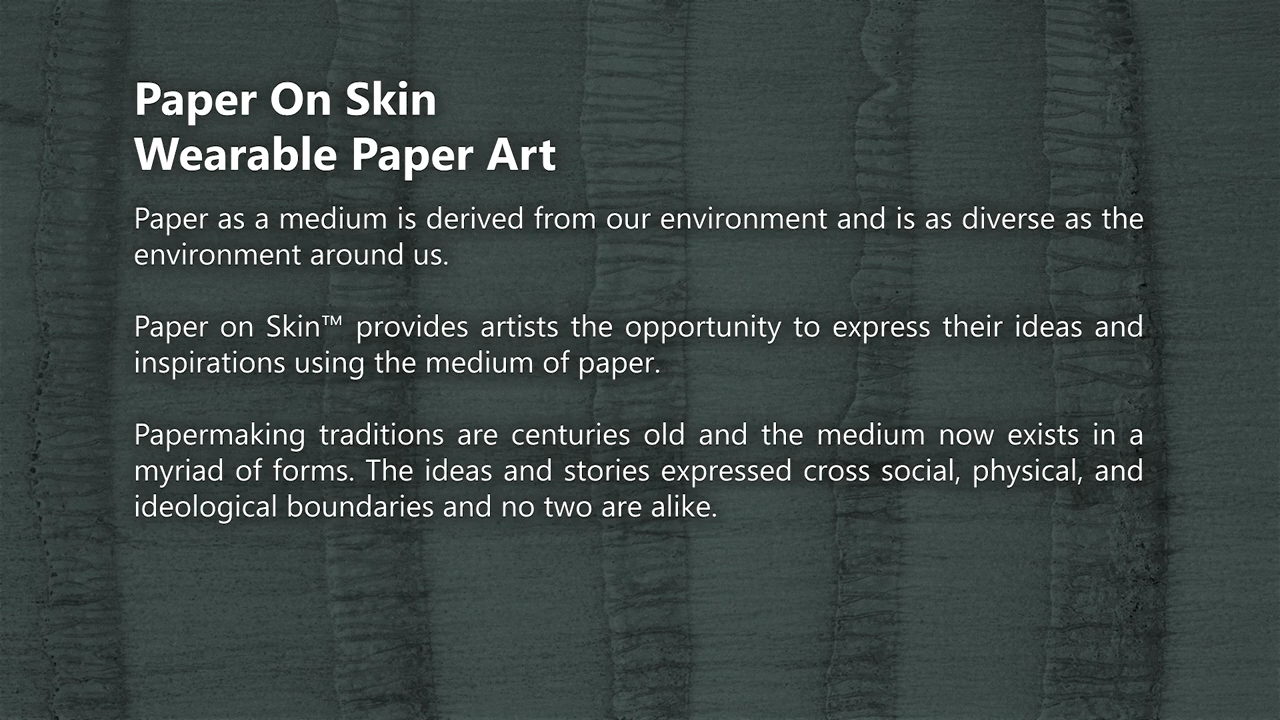 Paper On Skin
Wearable Paper Art
Paper as a medium is derived from our environment and is as diverse as the
environment around us.
Paper on Skin™ provides artists the opportunity to express their ideas and
inspirations using the medium of paper.
Papermaking traditions are centuries old and the medium now exists in a
myriad of forms. The ideas and stories expressed cross social, physical, and
ideological boundaries and no two are alike.